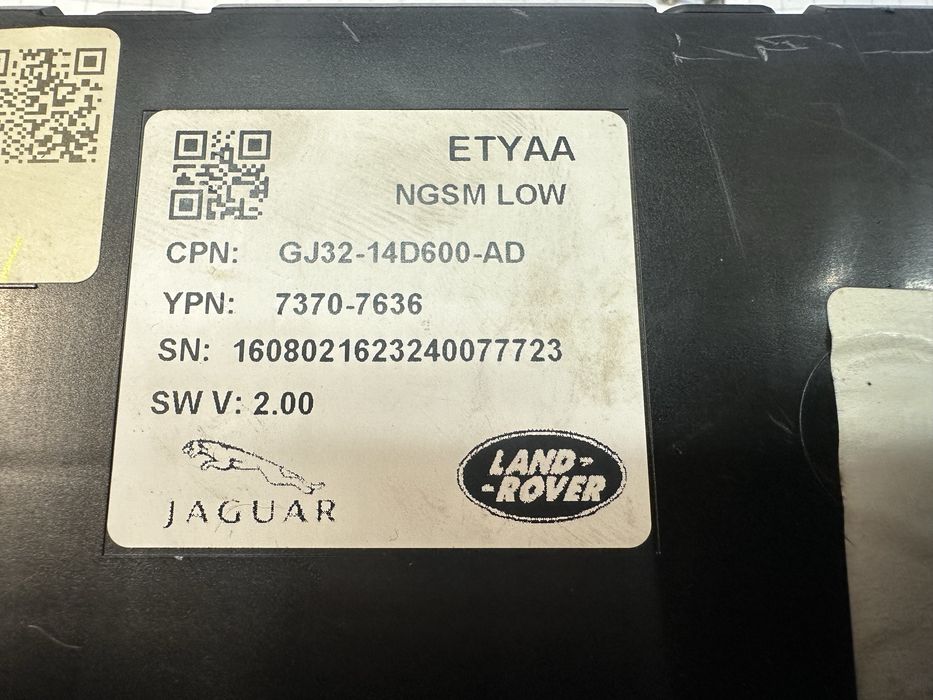 ETYAA
NGSM LOW
CPN: GJ32-14D600-AD
YPN: 7370-7636
SN: 1608021623240077723
SW V: 2.00
JAGUAR
LAND-
-ROVER